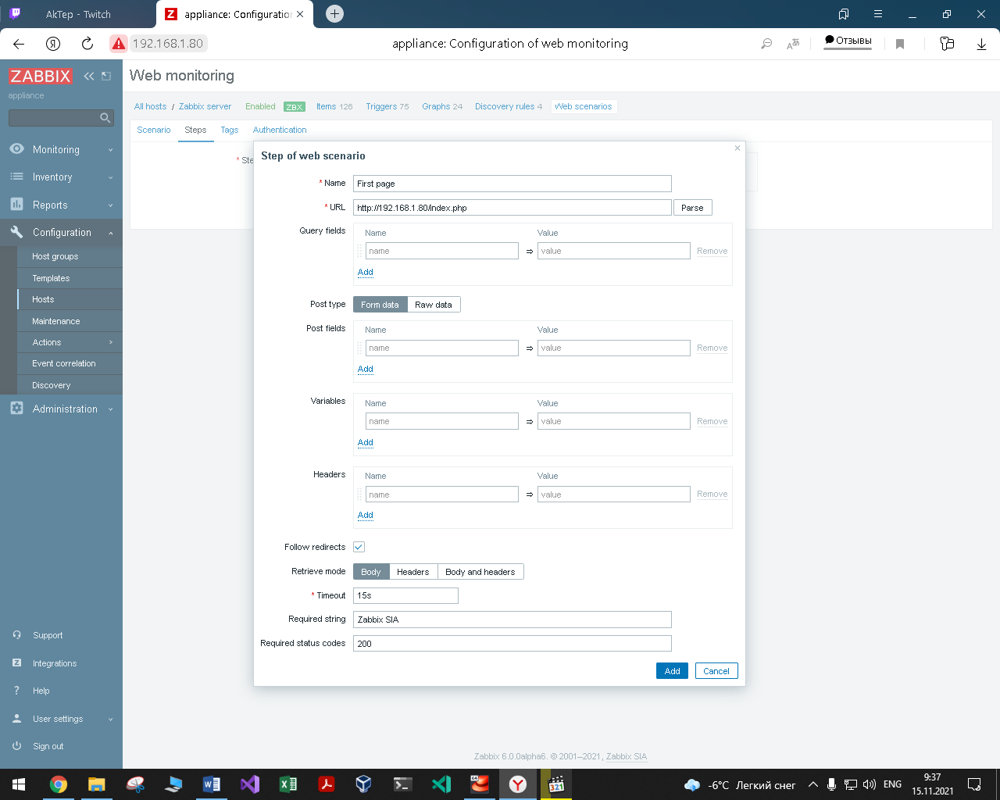 AkTep - Twitch
appliance: Configuration
192.168.1.80
appliance: Configuration of web monitoring
Отзывы
ZABBIX
appliance
Web monitoring
All hosts / Zabbix server Enabled ZBX Items 126 Triggers 75 Graphs 24 Discovery rules 4 Web scenarios
Scenario Steps Tags Authentication
* Ste
Monitoring
Inventory
Reports
Configuration
Host groups
Templates
Hosts
Maintenance
Actions
Event correlation
Discovery
Administration
Support
Integrations
Help
User settings
Sign out
Step of web scenario
* Name First page
* URL http://192.168.1.80/index.php Parse
Query fields Name Value
name ⇒ value Remove
Add
Post type Form data Raw data
Post fields Name Value
name ⇒ value Remove
Add
Variables Name Value
name ⇒ value Remove
Add
Headers Name Value
name ⇒ value Remove
Add
Follow redirects
Retrieve mode Body Headers Body and headers
* Timeout 15s
Required string Zabbix SIA
Required status codes 200
Add Cancel
Zabbix 6.0.0alpha6. © 2001–2021, Zabbix SIA
-6°C Легкий снег
ENG
9:37
15.11.2021